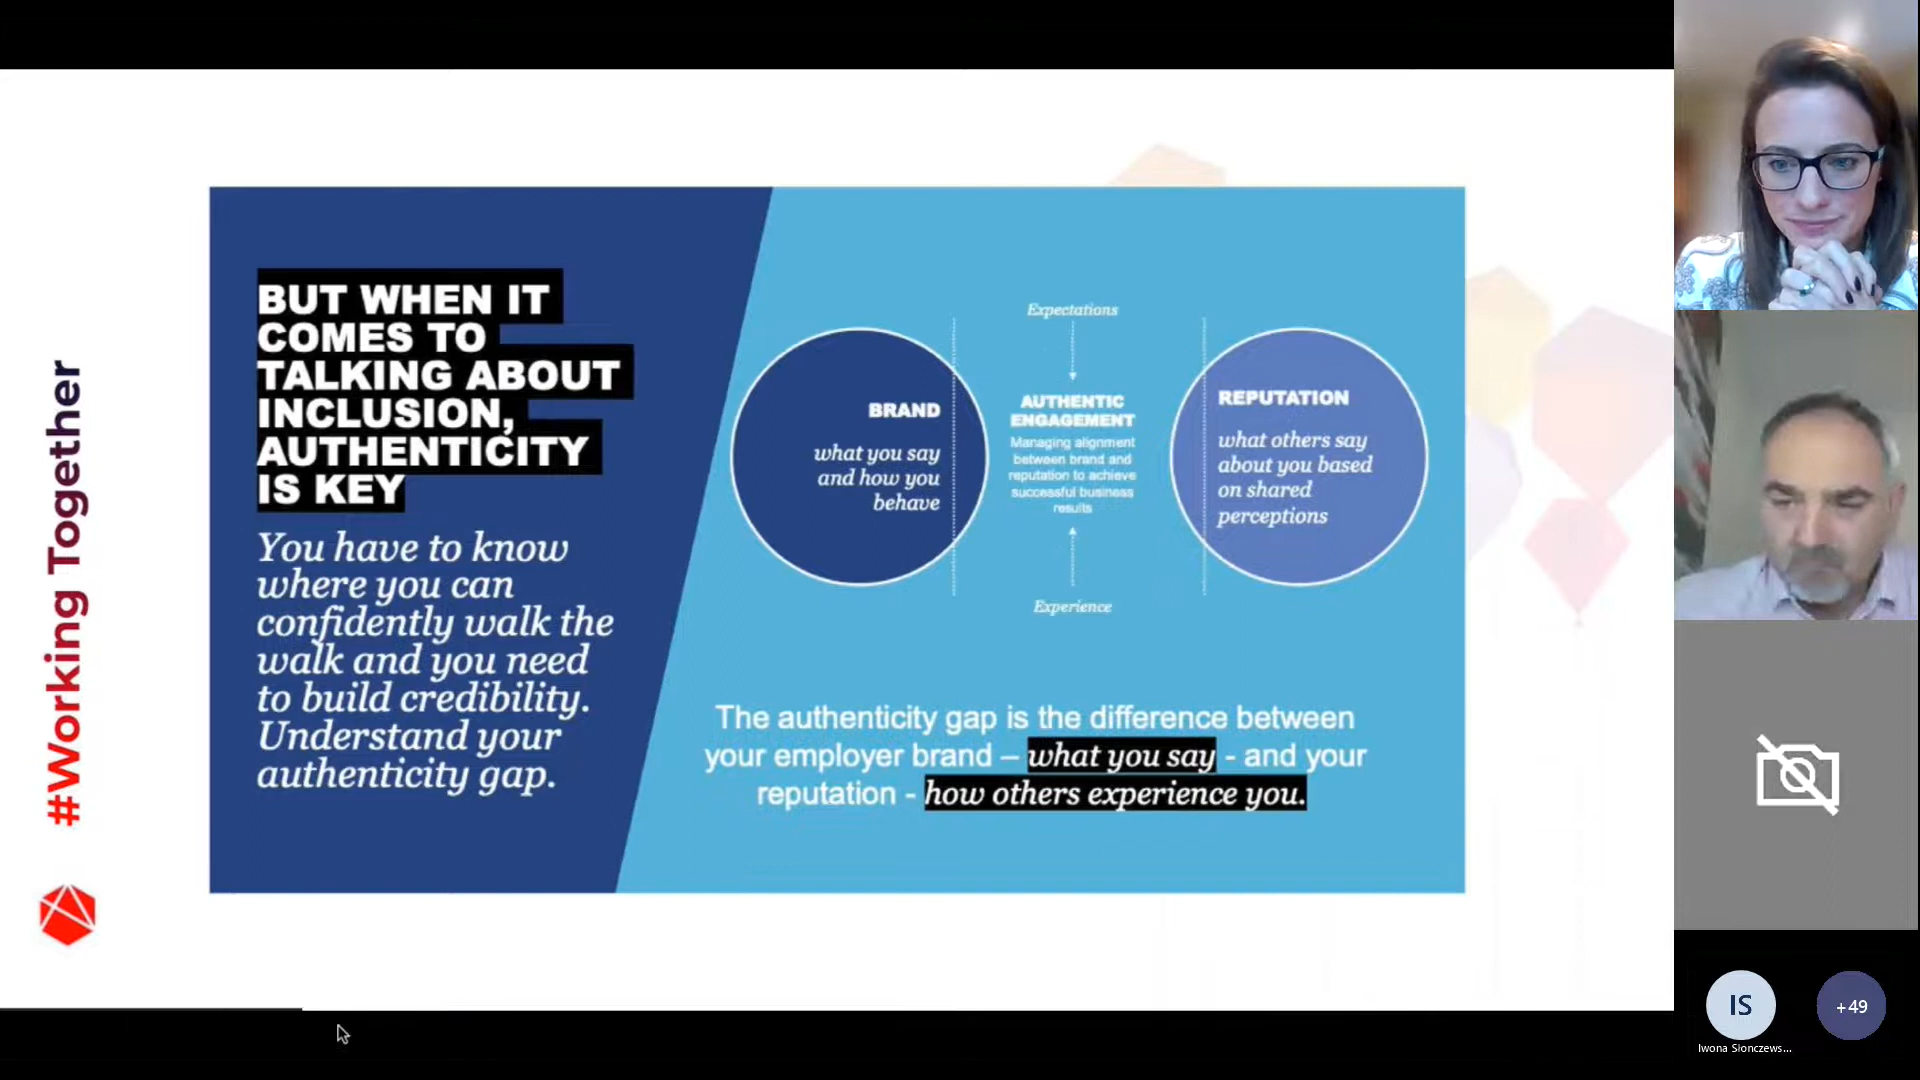 #Working Together
BUT WHEN IT
COMES TO
TALKING ABOUT
INCLUSION,
AUTHENTICITY
IS KEY
You have to know
where you can
confidently walk the
walk and you need
to build credibility.
Understand your
authenticity gap.
BRAND
what you say
and how you
behave
Expectations
AUTHENTIC
ENGAGEMENT
Managing alignment
between brand and
reputation to achieve
successful business
results
Experience
REPUTATION
what others say
about you based
on shared
perceptions
The authenticity gap is the difference between
your employer brand – what you say - and your
reputation - how others experience you.
IS
Iwona Sionczews...
+49